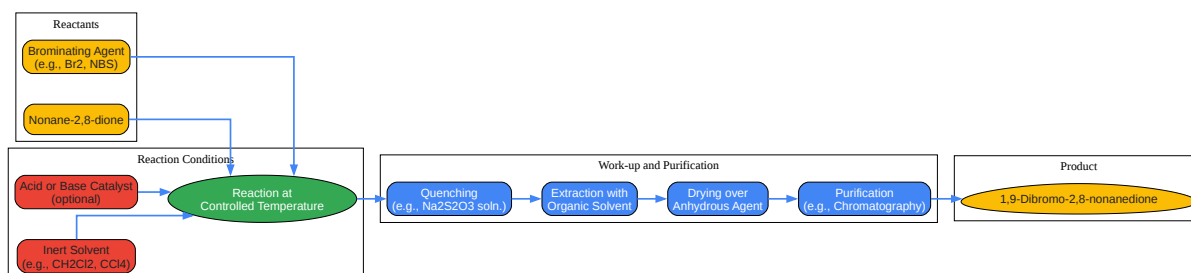 Reactants
Brominating Agent
(e.g., Br2, NBS)
Nonane-2,8-dione
Reaction Conditions
Acid or Base Catalyst
(optional)
Inert Solvent
(e.g., CH2Cl2, CCl4)
Reaction at
Controlled Temperature
Work-up and Purification
Quenching
(e.g., Na2S2O3 soln.)
Extraction with
Organic Solvent
Drying over
Anhydrous Agent
Purification
(e.g., Chromatography)
Product
1,9-Dibromo-2,8-nonanedione